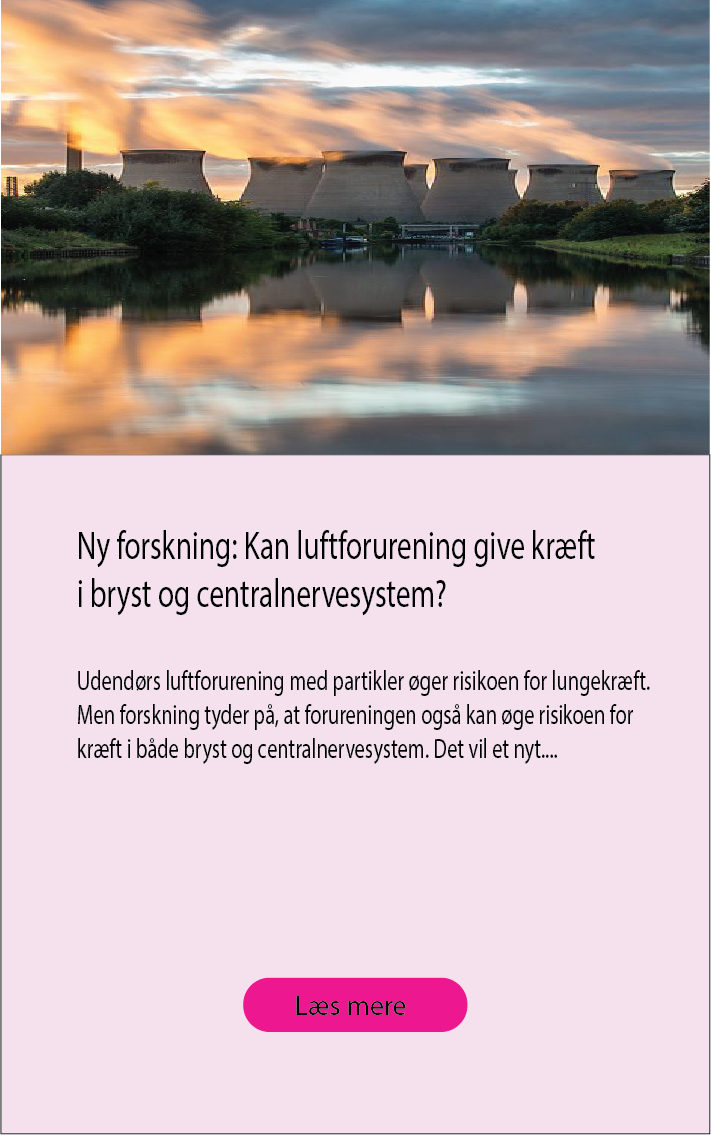 Ny forskning: Kan luftforurening give kræft
i bryst og centralnervesystem?
Udendørs luftforurening med partikler øger risikoen for lungekræft.
Men forskning tyder på, at forureningen også kan øge risikoen for
kræft i både bryst og centralnervesystem. Det vil et nyt....
Læs mere